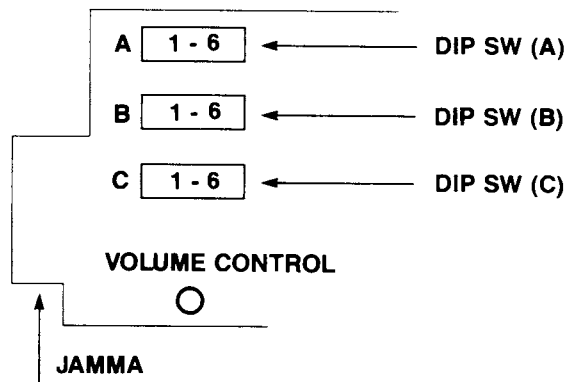 A 1 - 6 DIP SW (A)
B 1 - 6 DIP SW (B)
C 1 - 6 DIP SW (C)
VOLUME CONTROL
JAMMA